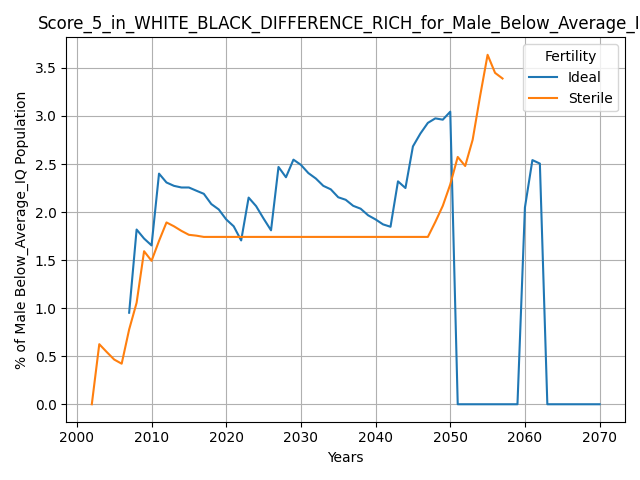 Score_5_in_WHITE_BLACK_DIFFERENCE_RICH_for_Male_Below_Average_I
Fertility
Ideal
Sterile
% of Male Below_Average_IQ Population
3.5
3.0
2.5
2.0
1.5
1.0
0.5
0.0
2000 2010 2020 2030 2040 2050 2060 2070
Years